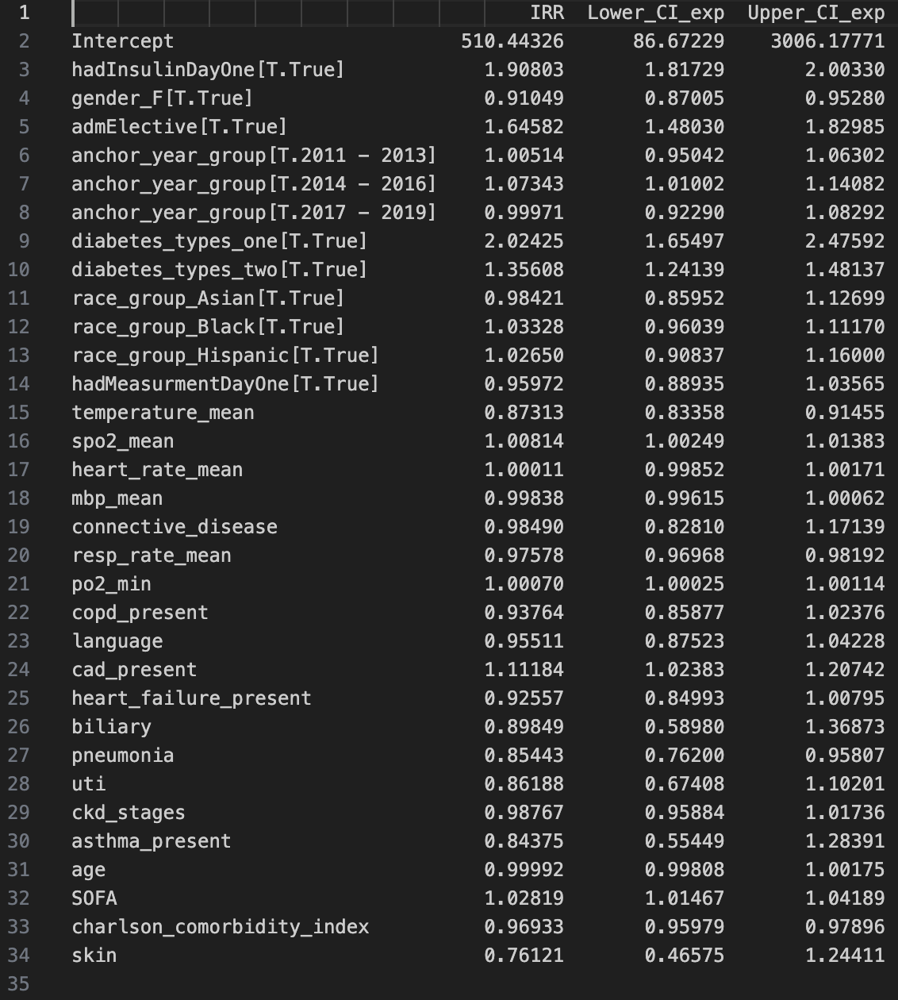 1 IRR Lower_CI_exp Upper_CI_exp
2 Intercept 510.44326 86.67229 3006.17771
3 hadInsulinDayOne[T.True] 1.90803 1.81729 2.00330
4 gender_F[T.True] 0.91049 0.87005 0.95280
5 admElective[T.True] 1.64582 1.48030 1.82985
6 anchor_year_group[T.2011 - 2013] 1.00514 0.95042 1.06302
7 anchor_year_group[T.2014 - 2016] 1.07343 1.01002 1.14082
8 anchor_year_group[T.2017 - 2019] 0.99971 0.92290 1.08292
9 diabetes_types_one[T.True] 2.02425 1.65497 2.47592
10 diabetes_types_two[T.True] 1.35608 1.24139 1.48137
11 race_group_Asian[T.True] 0.98421 0.85952 1.12699
12 race_group_Black[T.True] 1.03328 0.96039 1.11170
13 race_group_Hispanic[T.True] 1.02650 0.90837 1.16000
14 hadMeasurmentDayOne[T.True] 0.95972 0.88935 1.03565
15 temperature_mean 0.87313 0.83358 0.91455
16 spo2_mean 1.00814 1.00249 1.01383
17 heart_rate_mean 1.00011 0.99852 1.00171
18 mbp_mean 0.99838 0.99615 1.00062
19 connective_disease 0.98490 0.82810 1.17139
20 resp_rate_mean 0.97578 0.96968 0.98192
21 po2_min 1.00070 1.00025 1.00114
22 copd_present 0.93764 0.85877 1.02376
23 language 0.95511 0.87523 1.04228
24 cad_present 1.11184 1.02383 1.20742
25 heart_failure_present 0.92557 0.84993 1.00795
26 biliary 0.89849 0.58980 1.36873
27 pneumonia 0.85443 0.76200 0.95807
28 uti 0.86188 0.67408 1.10201
29 ckd_stages 0.98767 0.95884 1.01736
30 asthma_present 0.84375 0.55449 1.28391
31 age 0.99992 0.99808 1.00175
32 SOFA 1.02819 1.01467 1.04189
33 charlson_comorbidity_index 0.96933 0.95979 0.97896
34 skin 0.76121 0.46575 1.24411
35